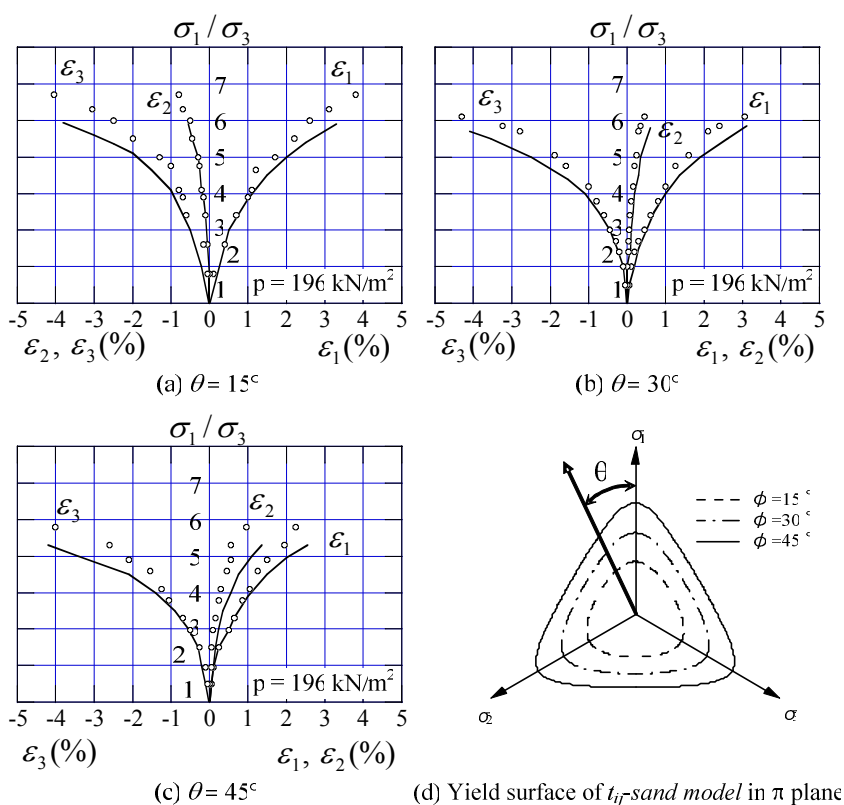 σ1 / σ3
ε3
ε2
ε1
7
6
5
4
3
2
1
p = 196 kN/m²
-5 -4 -3 -2 -1 0 1 2 3 4 5
ε2, ε3(%) ε1(%)
(a) θ = 15°
σ1 / σ3
ε3
ε2
ε1
7
6
5
4
3
2
1
p = 196 kN/m²
-5 -4 -3 -2 -1 0 1 2 3 4 5
ε3(%) ε1, ε2(%)
(b) θ = 30°
σ1 / σ3
ε3
ε2
ε1
7
6
5
4
3
2
1
p = 196 kN/m²
-5 -4 -3 -2 -1 0 1 2 3 4 5
ε3(%) ε1, ε2(%)
(c) θ = 45°
σ1
θ
ϕ =15 °
ϕ =30 °
ϕ =45 °
σ2
(d) Yield surface of tij-sand model in π plane